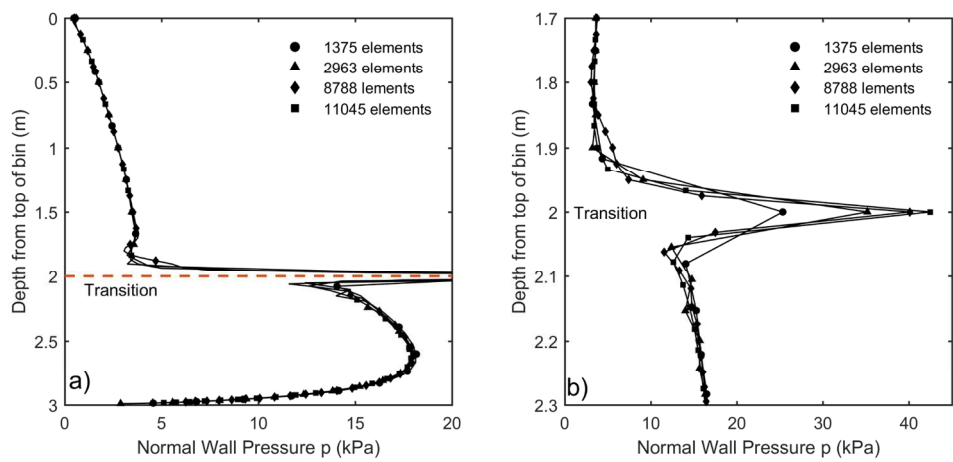 0
0.5
1
1.5
2
2.5
3
Depth from top of bin (m)
1375 elements
2963 elements
8788 lements
11045 elements
Transition
a)
0
5
10
15
20
Normal Wall Pressure p (kPa)
1.7
1.8
1.9
2
2.1
2.2
2.3
Depth from top of bin (m)
1375 elements
2963 elements
8788 lements
11045 elements
Transition
b)
0
10
20
30
40
Normal Wall Pressure p (kPa)